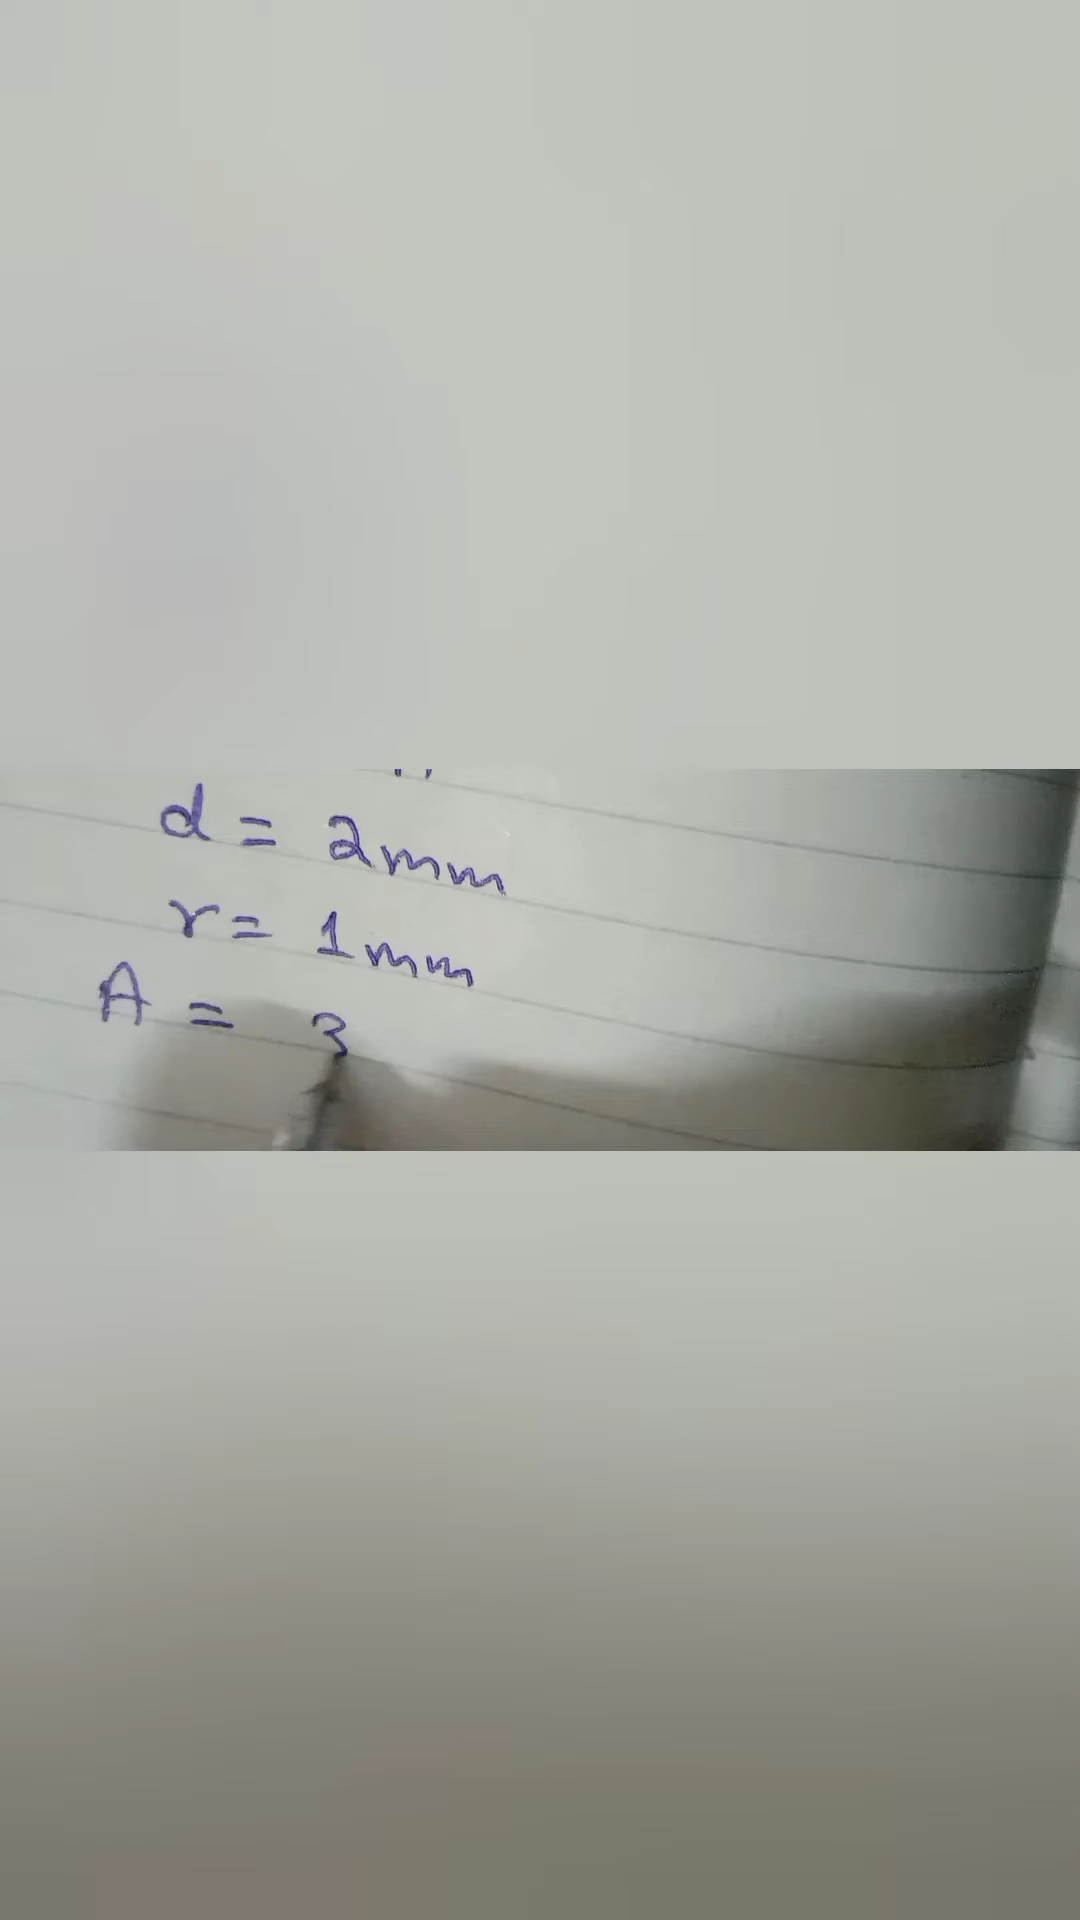 d = 2mm
r = 1mm
A = 3